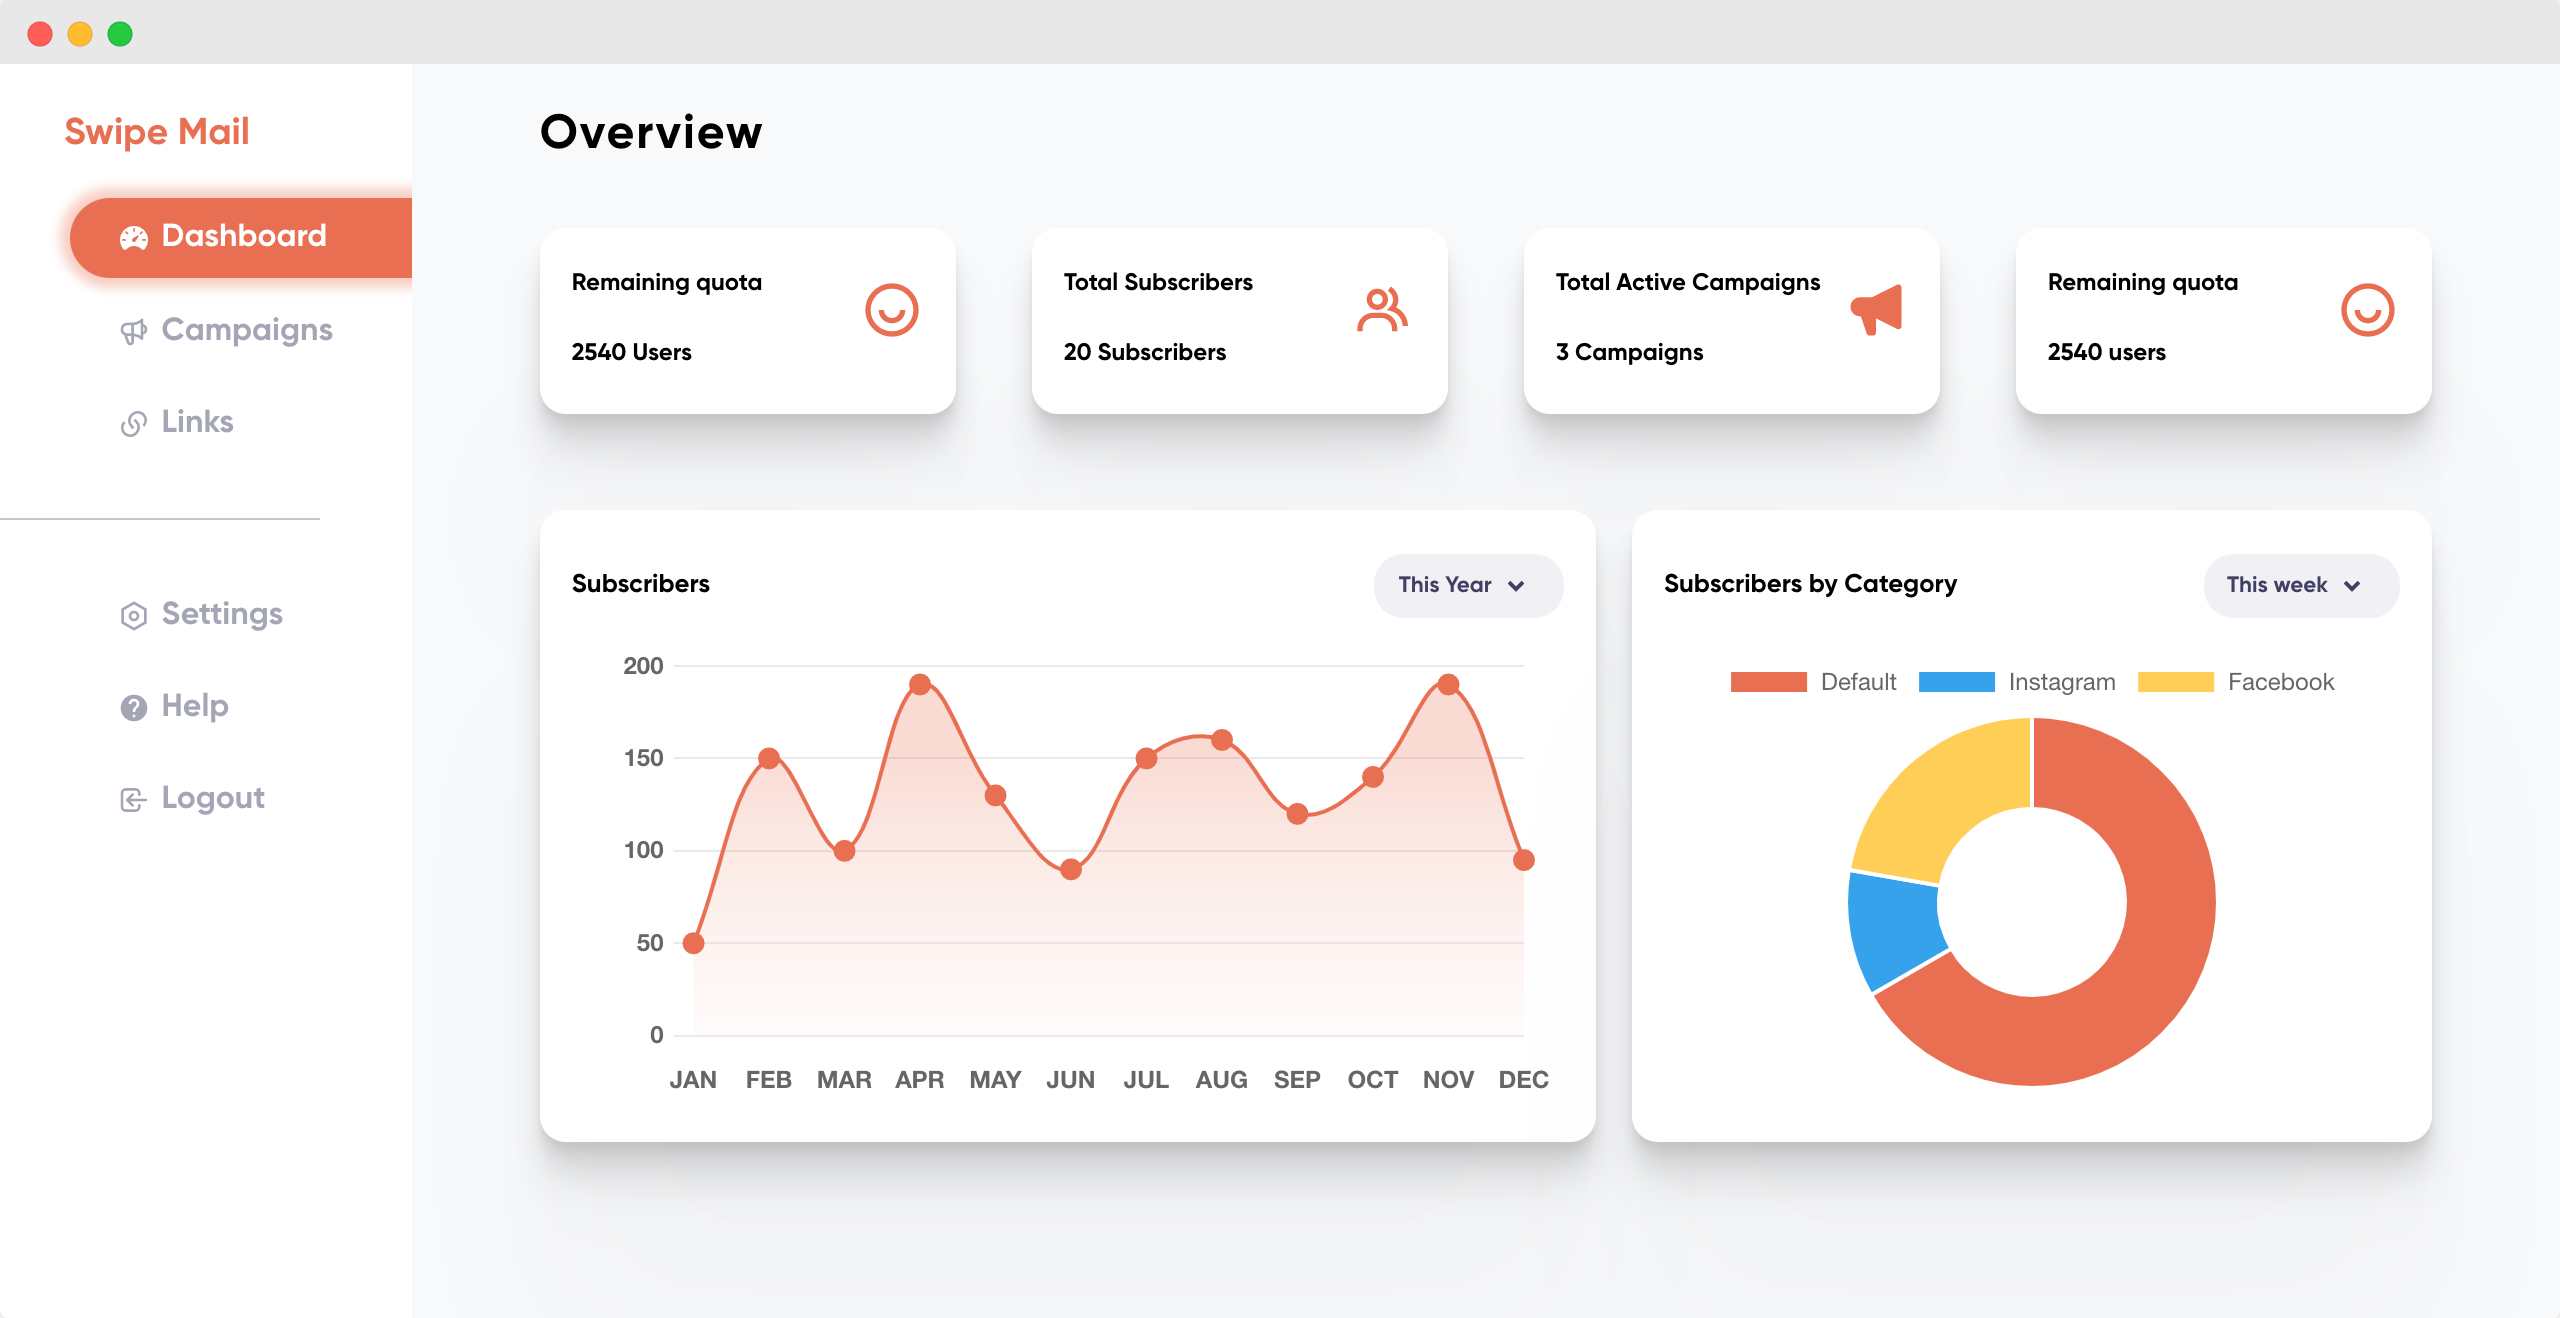 Swipe Mail
Dashboard
Campaigns
Links
Settings
Help
Logout
Overview
Remaining quota
2540 Users
Total Subscribers
20 Subscribers
Total Active Campaigns
3 Campaigns
Remaining quota
2540 users
Subscribers
This Year
200
150
100
50
0
JAN FEB MAR APR MAY JUN JUL AUG SEP OCT NOV DEC
Subscribers by Category
This week
Default Instagram Facebook